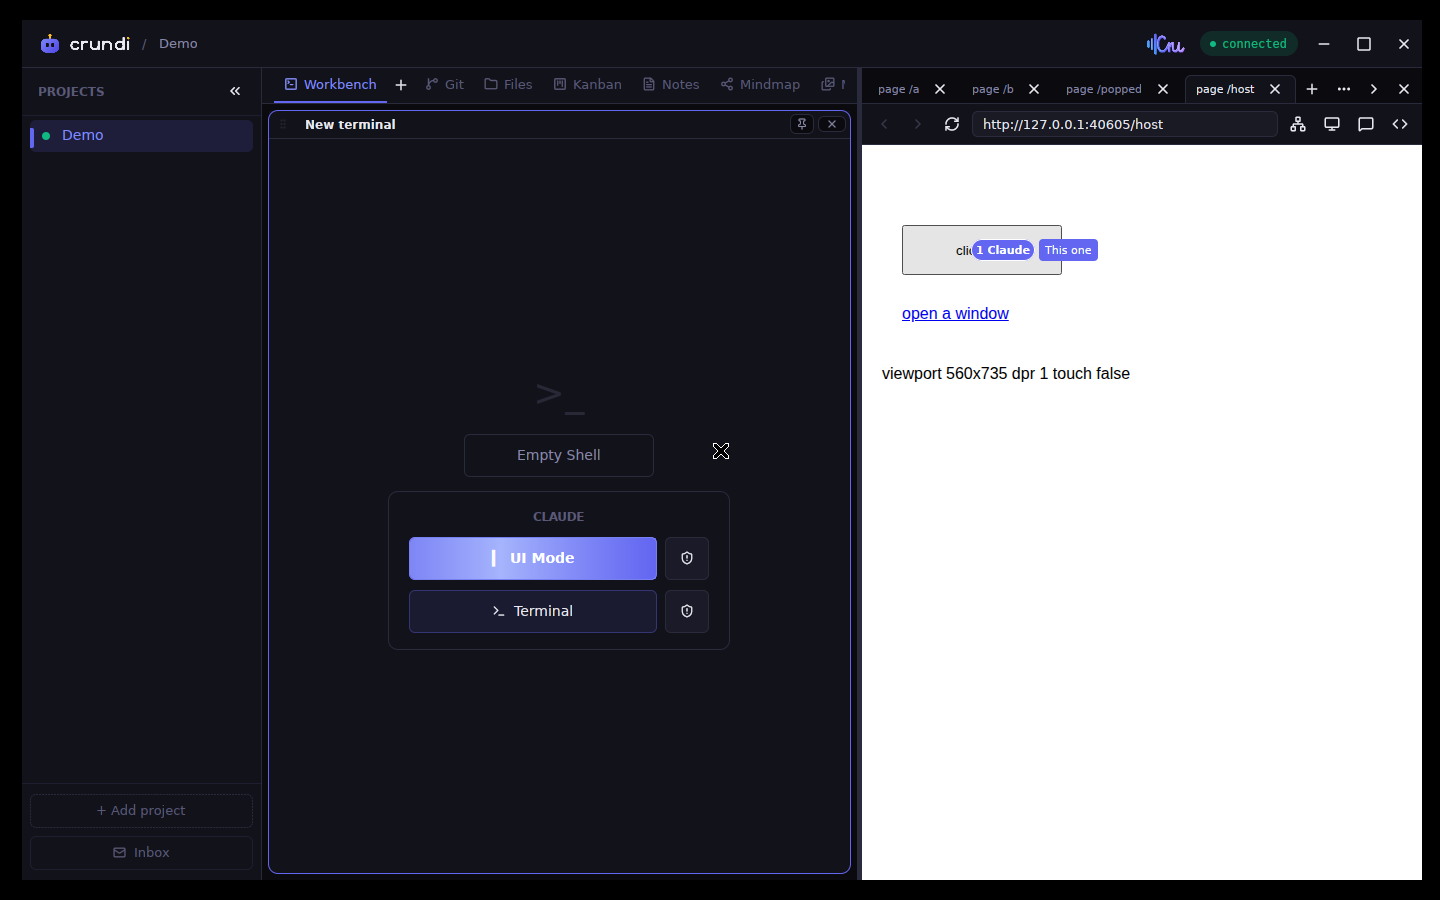 crundi / Demo
Cru
connected
PROJECTS
Demo
+ Add project
Inbox
Workbench
Git
Files
Kanban
Notes
Mindmap
New terminal
>_
Empty Shell
CLAUDE
UI Mode
Terminal
page /a
page /b
page /popped
page /host
http://127.0.0.1:40605/host
1 Claude
This one
open a window
viewport 560x735 dpr 1 touch false